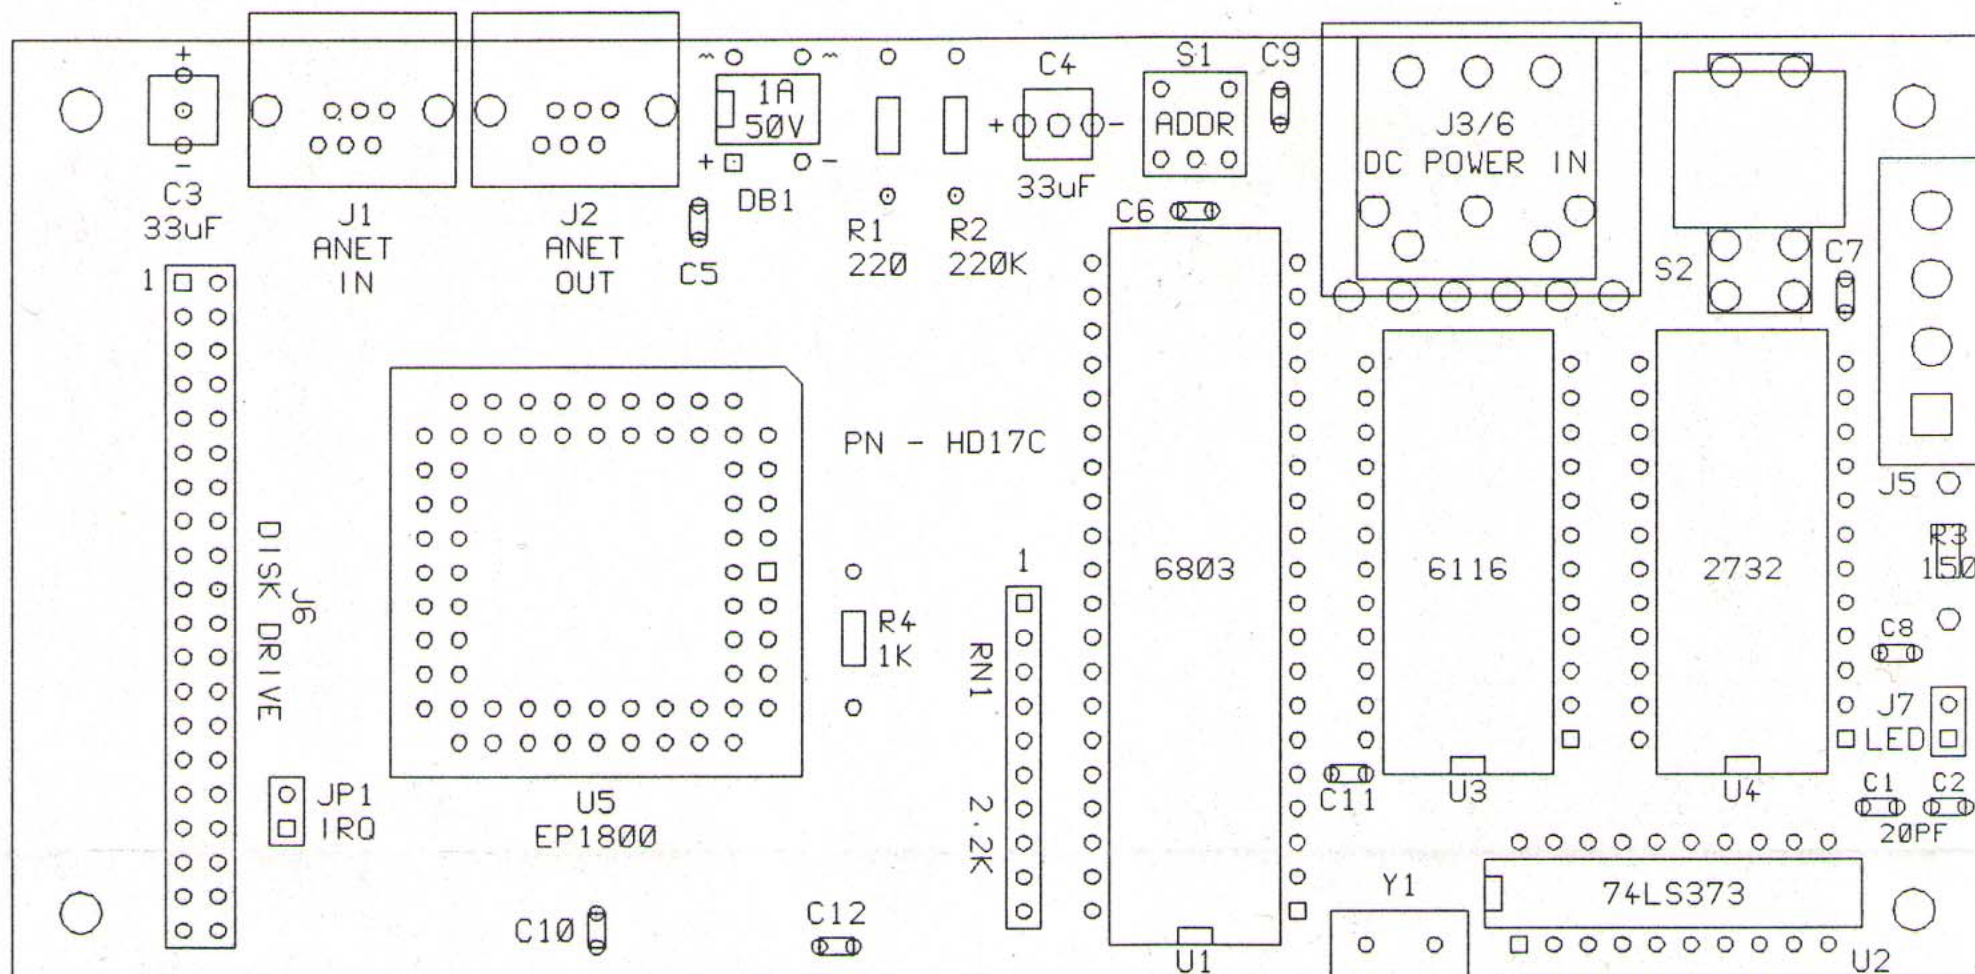 +
-
C3
33uF
J1
ANET
IN
J2
ANET
OUT
~ ~
1A
50V
+ -
DB1
C5
R1
220
R2
220K
C4
+ -
33uF
S1
ADDR
C9
C6
J3/6
DC POWER IN
S2
C7
J5
R3
150
1
DISK DRIVE
J6
JP1
IRQ
U5
EP1800
PN - HD17C
R4
1K
1
RN1
2.2K
6803
U1
6116
U3
2732
U4
C8
J7
LED
C1
C2
20PF
C11
Y1
74LS373
U2
C10
C12